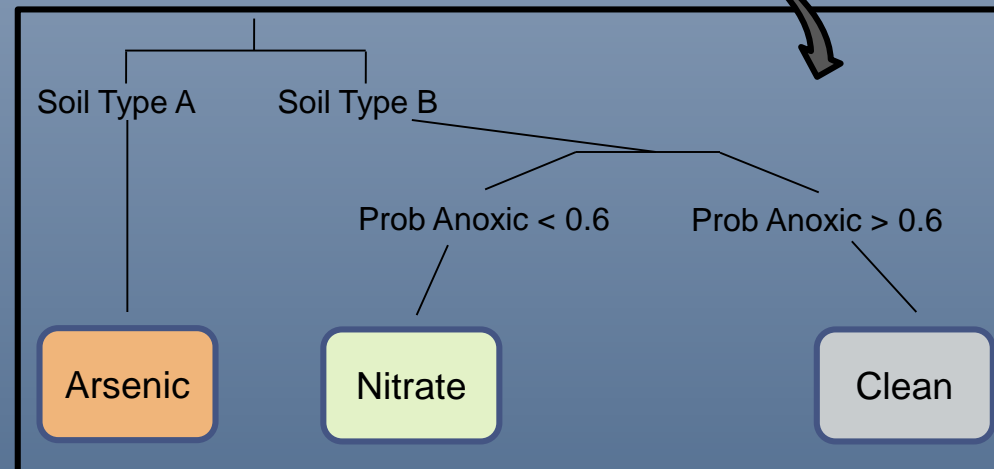 Soil Type A
Soil Type B
Prob Anoxic < 0.6
Prob Anoxic > 0.6
Arsenic
Nitrate
Clean